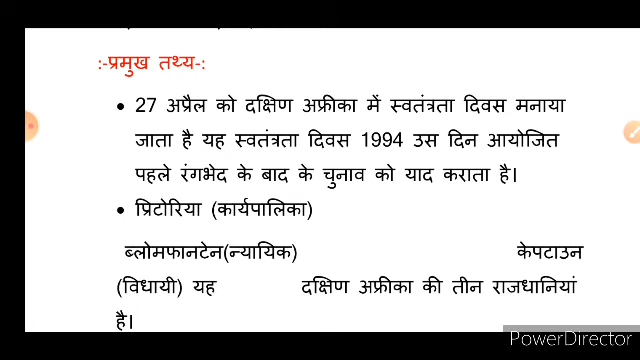 :-प्रमुख तथ्य-:
• 27 अप्रैल को दक्षिण अफ्रीका में स्वतंत्रता दिवस मनाया
जाता है यह स्वतंत्रता दिवस 1994 उस दिन आयोजित
पहले रंगभेद के बाद के चुनाव को याद कराता है।
• प्रिटोरिया (कार्यपालिका)
ब्लोमफानटेन(न्यायिक) केपटाउन
(विधायी) यह दक्षिण अफ्रीका की तीन राजधानियां
है।
PowerDirector